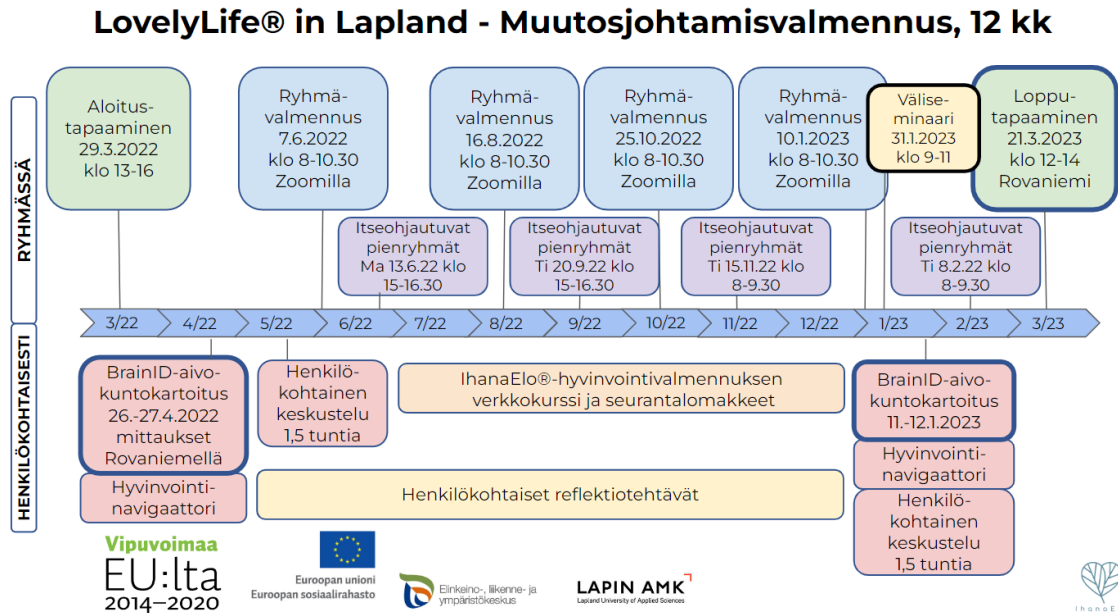 LovelyLife® in Lapland - Muutosjohtamisvalmennus, 12 kk
RYHMÄSSÄ
Aloitus-
tapaaminen
29.3.2022
klo 13-16
Ryhmä-
valmennus
7.6.2022
klo 8-10.30
Zoomilla
Ryhmä-
valmennus
16.8.2022
klo 8-10.30
Zoomilla
Ryhmä-
valmennus
25.10.2022
klo 8-10.30
Zoomilla
Ryhmä-
valmennus
10.1.2023
klo 8-10.30
Zoomilla
Välise-
minaari
31.1.2023
klo 9-11
Loppu-
tapaaminen
21.3.2023
klo 12-14
Rovaniemi
Itseohjautuvat
pienryhmät
Ma 13.6.22 klo
15-16.30
Itseohjautuvat
pienryhmät
Ti 20.9.22 klo
15-16.30
Itseohjautuvat
pienryhmät
Ti 15.11.22 klo
8-9.30
Itseohjautuvat
pienryhmät
Ti 8.2.22 klo
8-9.30
3/22
4/22
5/22
6/22
7/22
8/22
9/22
10/22
11/22
12/22
1/23
2/23
3/23
HENKILÖKOHTAISESTI
BrainID-aivo-
kuntokartoitus
26.-27.4.2022
mittaukset
Rovaniemellä
Hyvinvointi-
navigaattori
Henkilö-
kohtainen
keskustelu
1,5 tuntia
IhanaElo®-hyvinvointivalmennuksen
verkkokurssi ja seurantalomakkeet
Henkilökohtaiset reflektiotehtävät
BrainID-aivo-
kuntokartoitus
11.-12.1.2023
Hyvinvointi-
navigaattori
Henkilö-
kohtainen
keskustelu
1,5 tuntia
Vipuvoimaa
EU:lta
2014–2020
Euroopan unioni
Euroopan sosiaalirahasto
Elinkeino-, liikenne- ja
ympäristökeskus
LAPIN AMK
Lapland University of Applied Sciences
IhanaE